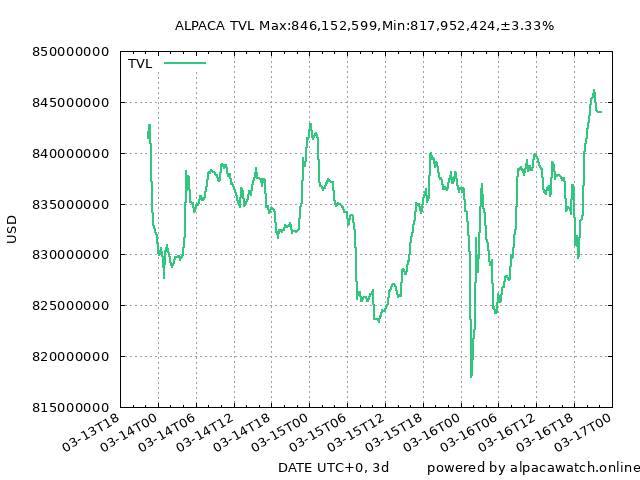 ALPACA TVL Max:846,152,599,Min:817,952,424,±3.33%
850000000
TVL
845000000
840000000
835000000
USD
830000000
825000000
820000000
815000000
03-13T18 03-14T00 03-14T06 03-14T12 03-14T18 03-15T00 03-15T06 03-15T12 03-15T18 03-16T00 03-16T06 03-16T12 03-16T18 03-17T00
DATE UTC+0, 3d powered by alpacawatch.online